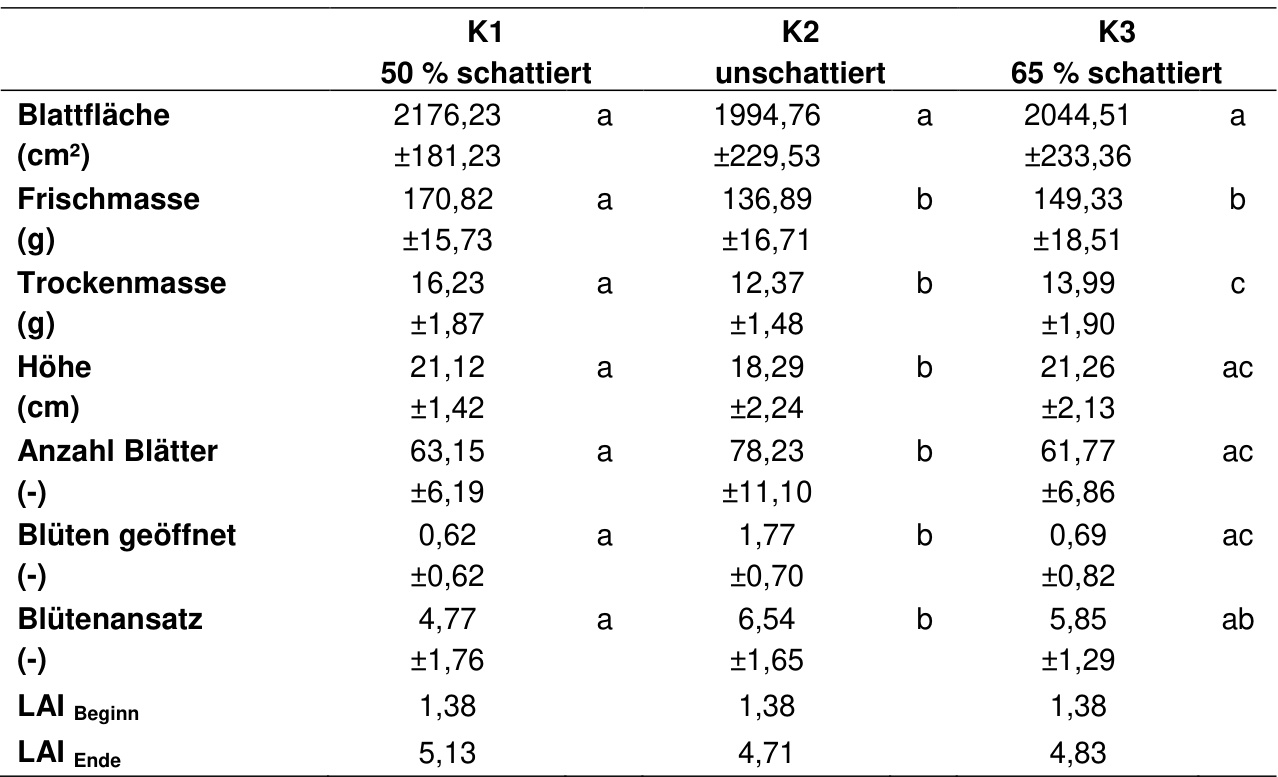 K1 K2 K3
50 % schattiert unschattiert 65 % schattiert
Blattfläche 2176,23 a 1994,76 a 2044,51 a
(cm²) ±181,23 ±229,53 ±233,36
Frischmasse 170,82 a 136,89 b 149,33 b
(g) ±15,73 ±16,71 ±18,51
Trockenmasse 16,23 a 12,37 b 13,99 c
(g) ±1,87 ±1,48 ±1,90
Höhe 21,12 a 18,29 b 21,26 ac
(cm) ±1,42 ±2,24 ±2,13
Anzahl Blätter 63,15 a 78,23 b 61,77 ac
(-) ±6,19 ±11,10 ±6,86
Blüten geöffnet 0,62 a 1,77 b 0,69 ac
(-) ±0,62 ±0,70 ±0,82
Blütenansatz 4,77 a 6,54 b 5,85 ab
(-) ±1,76 ±1,65 ±1,29
LAI Beginn 1,38 1,38 1,38
LAI Ende 5,13 4,71 4,83